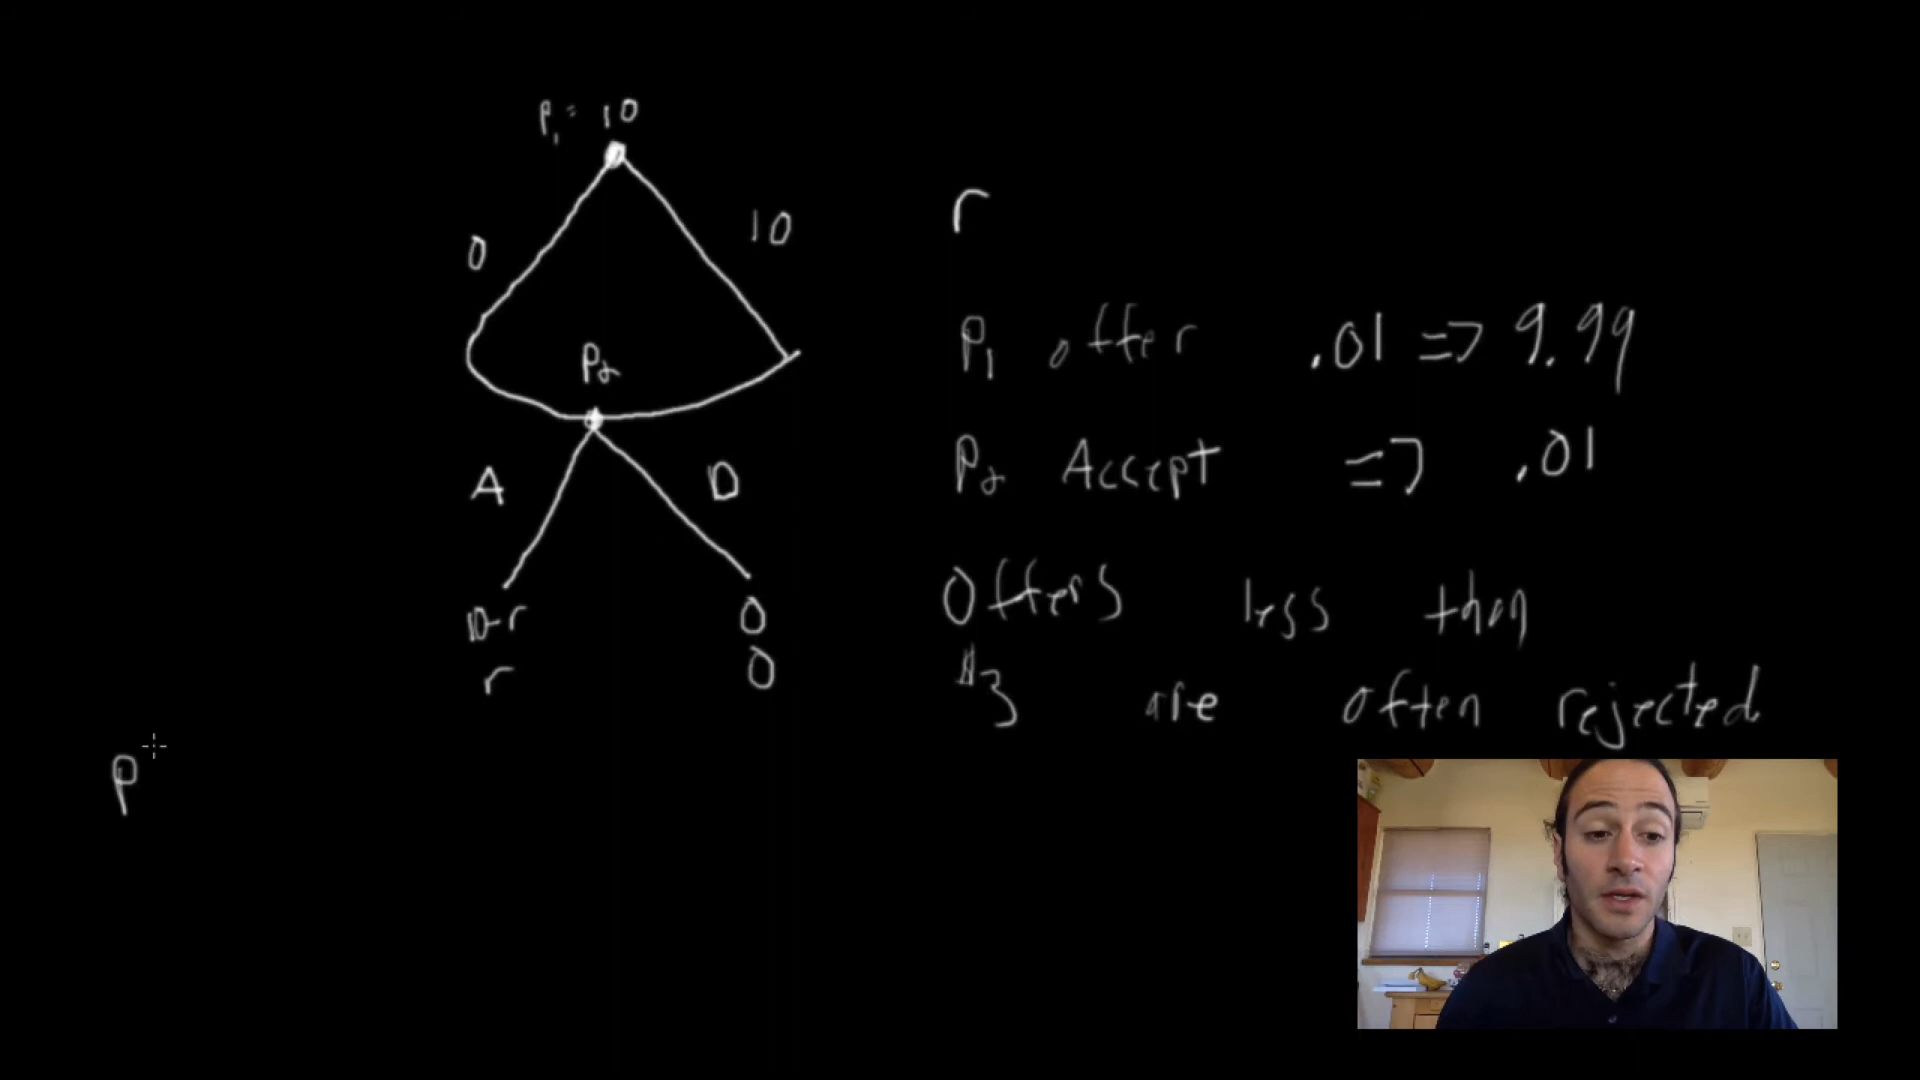 P₁ = 10
0
10
P₂
A
D
10-r
r
0
0
r
P₁ offer .01 => 9.99
P₂ Accept => .01
Offers less than
$3 are often rejected
P